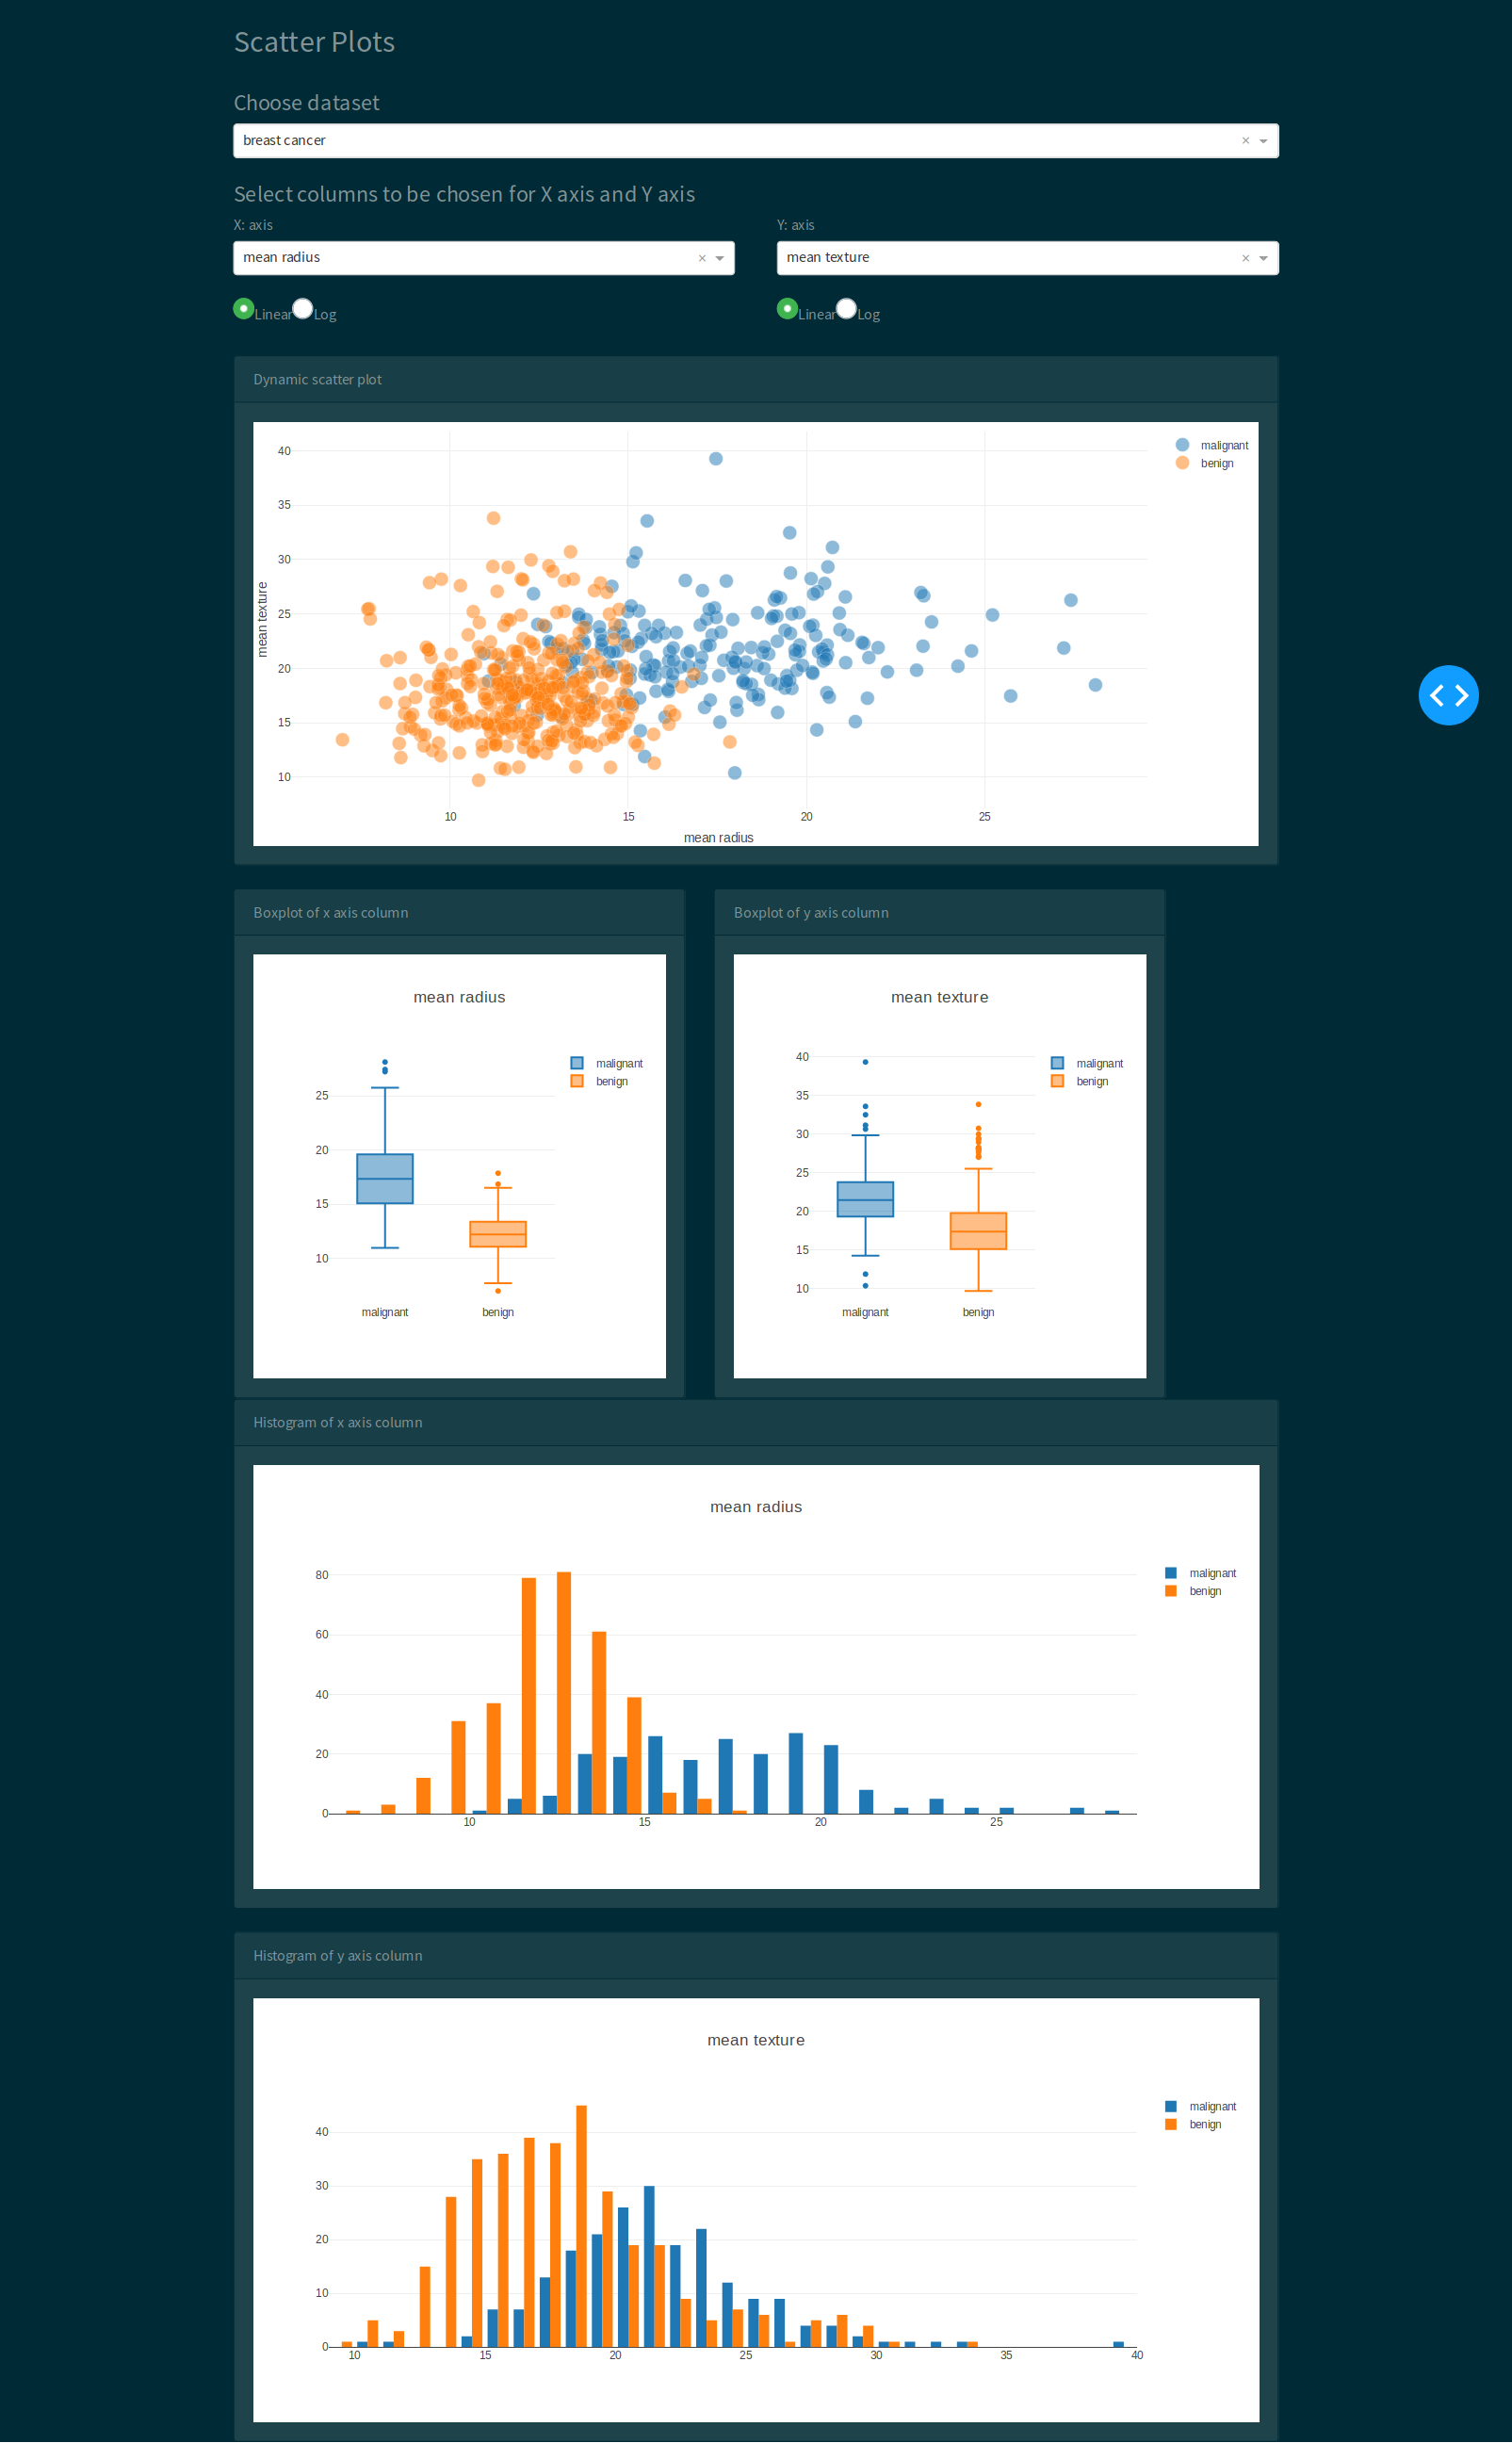 Scatter Plots
Choose dataset
breast cancer × 
Select columns to be chosen for X axis and Y axis
X: axis
Y: axis
mean radius ×
mean texture ×
Linear Log
Linear Log
Dynamic scatter plot
40
35
30
25
20
15
10
mean texture
10 15 20 25
mean radius
malignant
benign
Boxplot of x axis column
mean radius
25
20
15
10
malignant benign
malignant
benign
Boxplot of y axis column
mean texture
40
35
30
25
20
15
10
malignant benign
malignant
benign
Histogram of x axis column
mean radius
80
60
40
20
0
10 15 20 25
malignant
benign
Histogram of y axis column
mean texture
40
30
20
10
0
10 15 20 25 30 35 40
malignant
benign